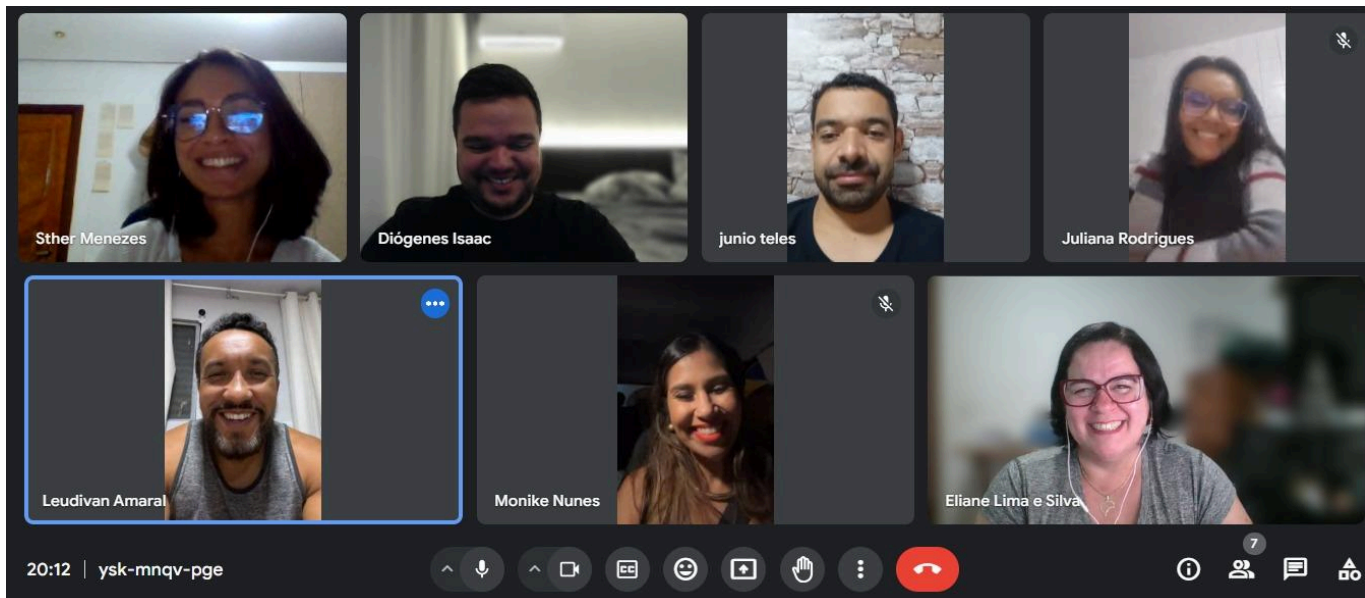 Sther Menezes
Diógenes Isaac
junio teles
Juliana Rodrigues
Leudivan Amaral
Monike Nunes
Eliane Lima e Silva
20:12 | ysk-mnqv-pge
CC
7